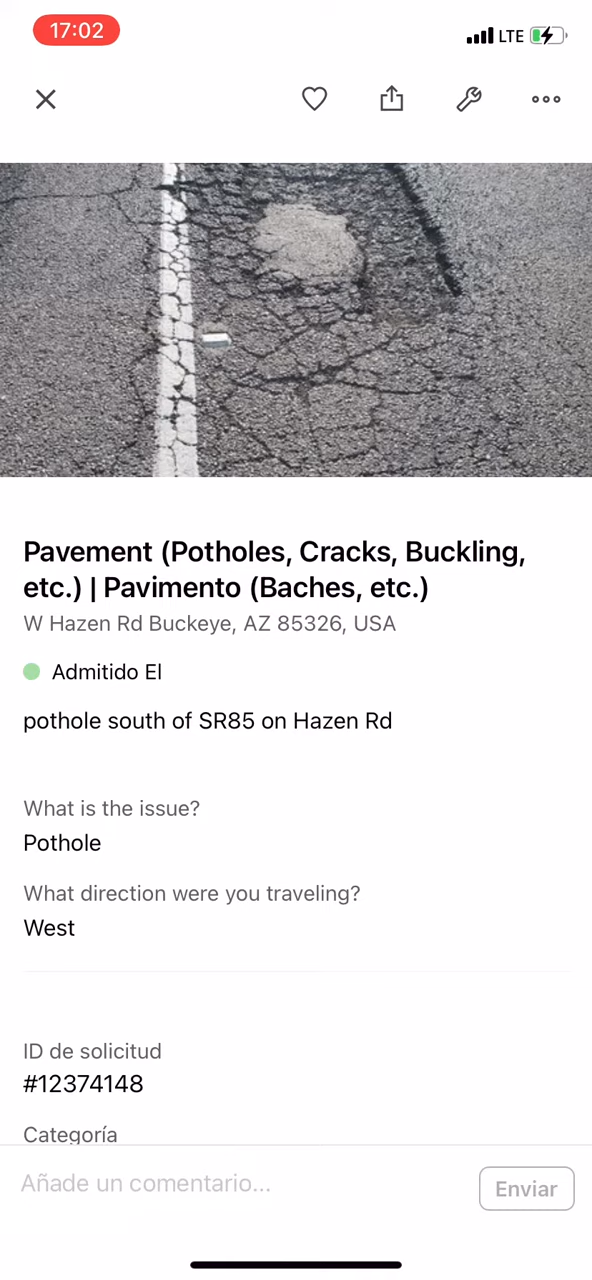 17:02
LTE
Pavement (Potholes, Cracks, Buckling,
etc.) | Pavimento (Baches, etc.)
W Hazen Rd Buckeye, AZ 85326, USA
Admitido El
pothole south of SR85 on Hazen Rd
What is the issue?
Pothole
What direction were you traveling?
West
ID de solicitud
#12374148
Categoría
Añade un comentario...
Enviar